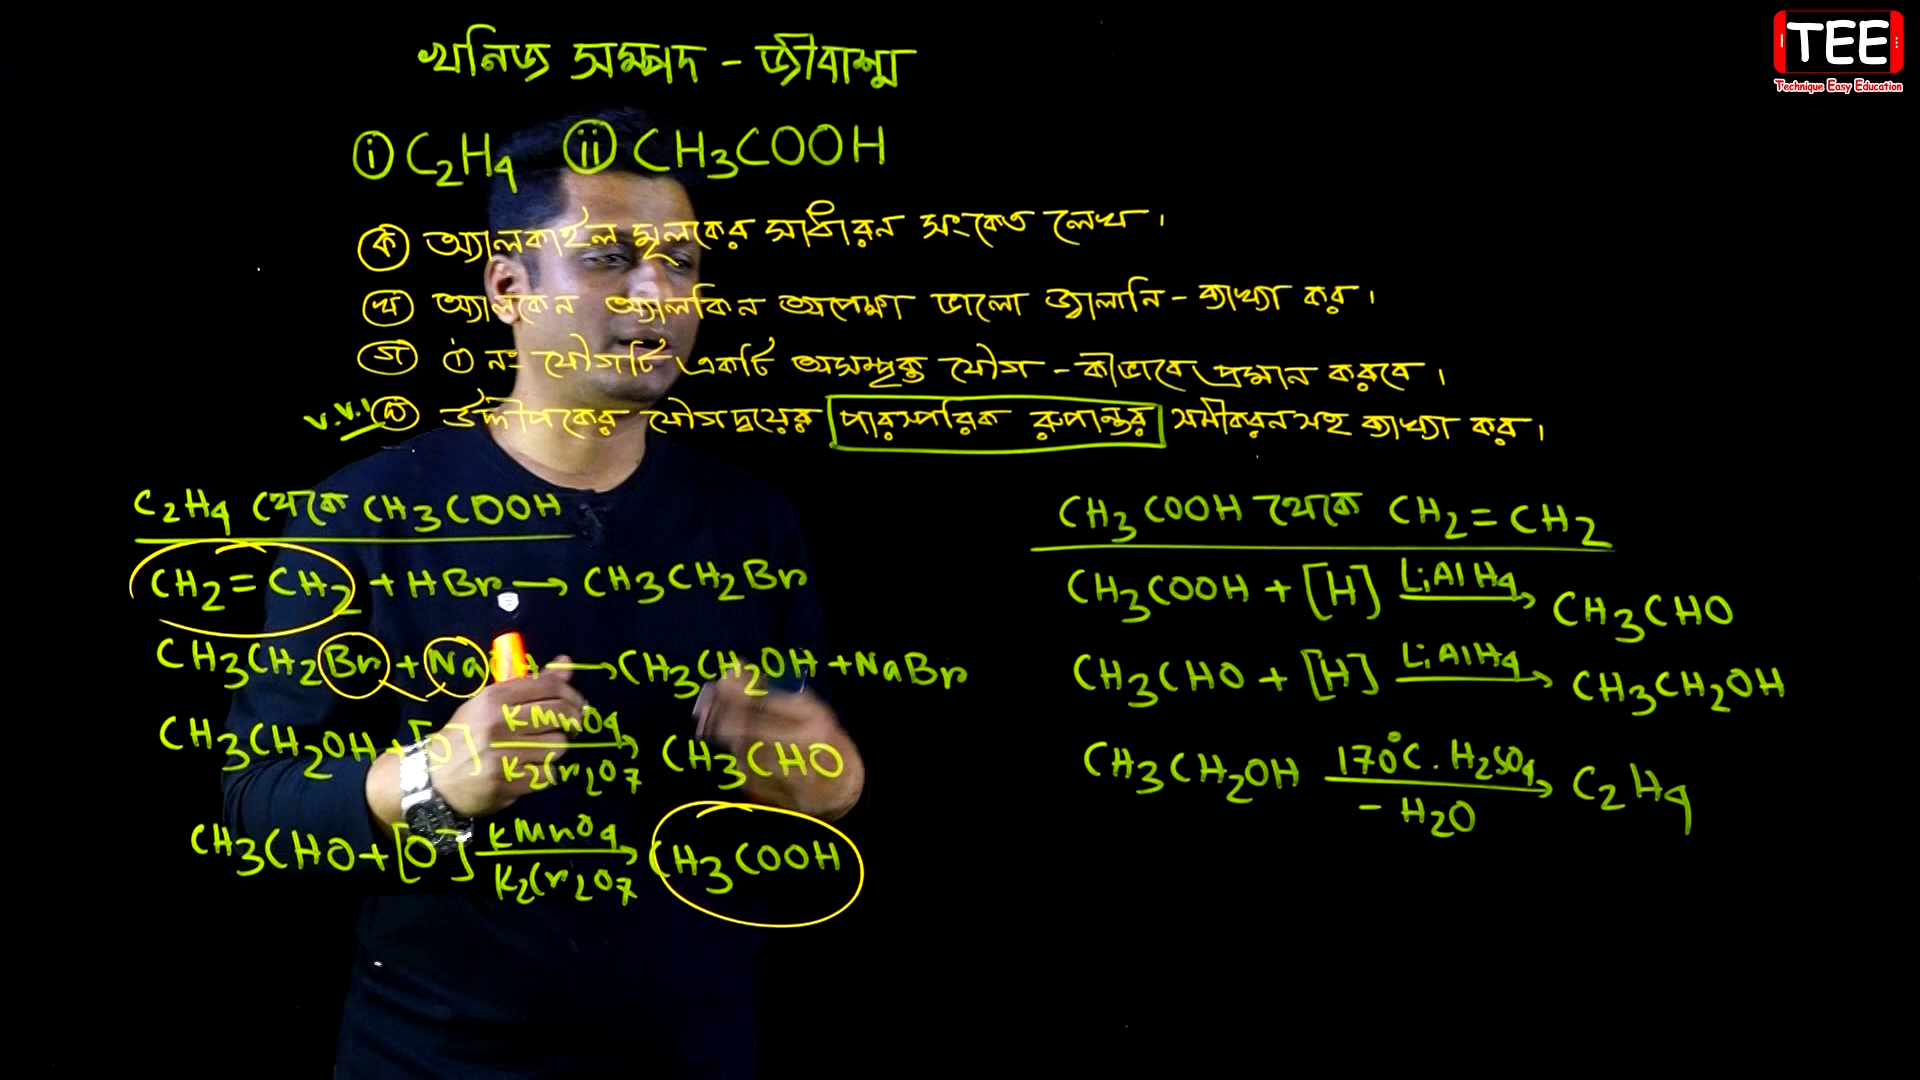 TEE
Technique Easy Education
খনিজ সম্পদ - জীবাশ্ম
(i) C₂H₄ (ii) CH₃COOH
(ক) অ্যালকাইল মূলকের সাধারন সংকেত লেখ।
(খ) অ্যালকেন অ্যালকিন অপেক্ষা ভালো জ্বালানি - ব্যাখ্যা কর।
(গ) (i) নং যৌগটি একটি অসম্পৃক্ত যৌগ - কীভাবে প্রমান করবে।
v.v.i (ঘ) উদ্দীপকের যৌগদ্বয়ের পারস্পরিক রুপান্তর সমীকরনসহ ব্যাখ্যা কর।
C₂H₄ থেকে CH₃COOH
CH₂=CH₂ + HBr → CH₃CH₂Br
CH₃CH₂Br + Na H → CH₃CH₂OH + NaBr
CH₃CH₂OH + [O] KMnO₄ / K₂Cr₂O₇ → CH₃CHO
CH₃CHO + [O] KMnO₄ / K₂Cr₂O₇ → CH₃COOH
CH₃COOH থেকে CH₂=CH₂
CH₃COOH + [H] LiAlH₄ → CH₃CHO
CH₃CHO + [H] LiAlH₄ → CH₃CH₂OH
CH₃CH₂OH 170°C. H₂SO₄ / - H₂O → C₂H₄